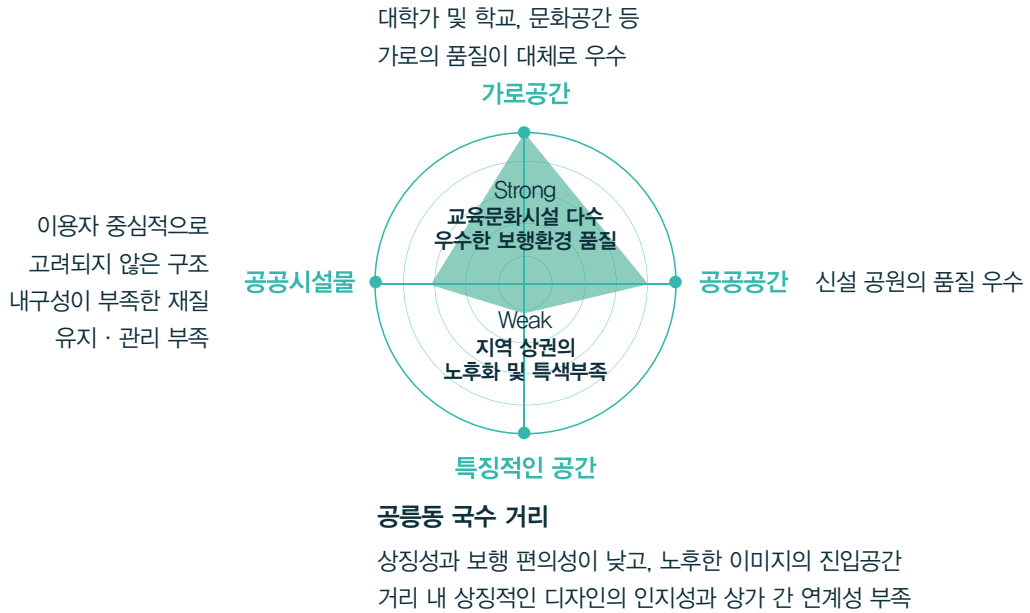 대학가 및 학교, 문화공간 등
가로의 품질이 대체로 우수
가로공간
Strong
교육문화시설 다수
우수한 보행환경 품질
이용자 중심적으로
고려되지 않은 구조
내구성이 부족한 재질
유지 · 관리 부족
공공시설물
공공공간
신설 공원의 품질 우수
Weak
지역 상권의
노후화 및 특색부족
특징적인 공간
공릉동 국수 거리
상징성과 보행 편의성이 낮고, 노후한 이미지의 진입공간
거리 내 상징적인 디자인의 인지성과 상가 간 연계성 부족